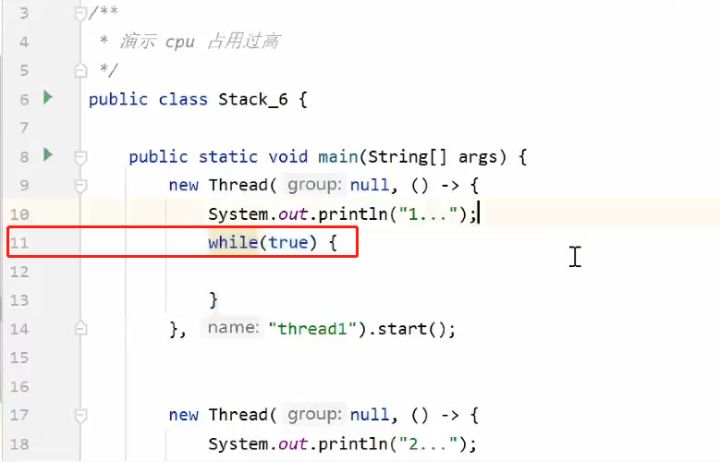 3 /**
4 * 演示 cpu 占用过高
5 */
6 public class Stack_6 {
7
8 public static void main(String[] args) {
9 new Thread( group: null, () -> {
10 System.out.println("1...");
11 while(true) {
12
13 }
14 }, name: "thread1").start();
15
16
17 new Thread( group: null, () -> {
18 System.out.println("2...");